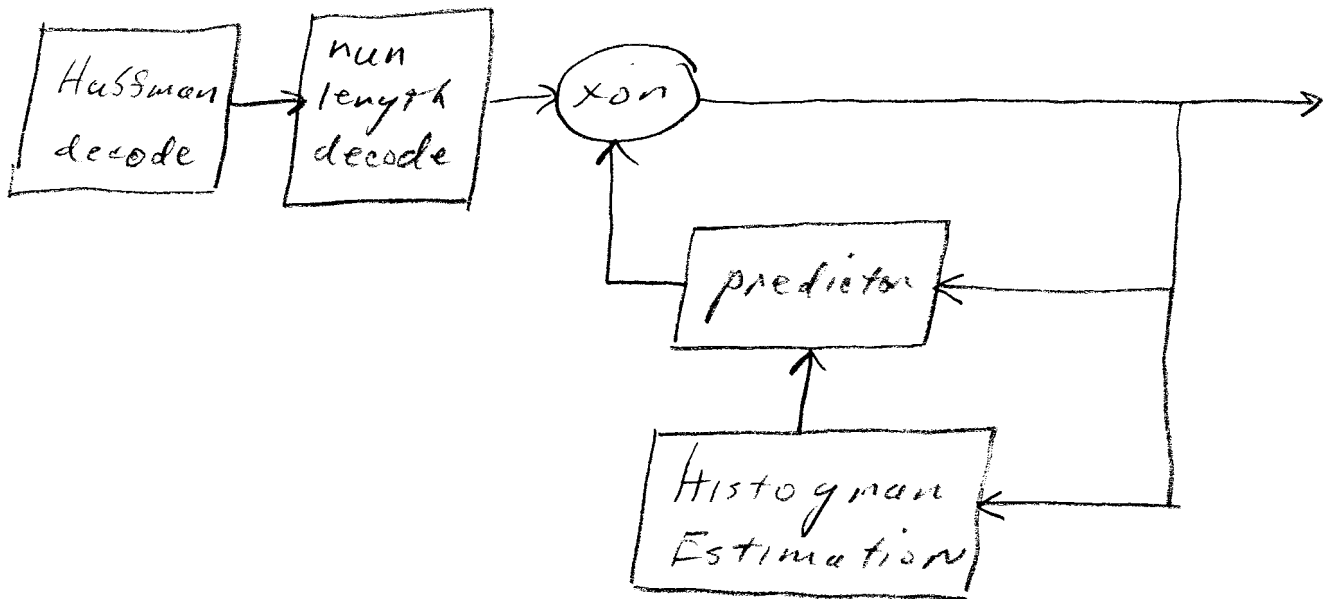 Huffman
decode
run
length
decode
xor
predictor
Histogram
Estimation